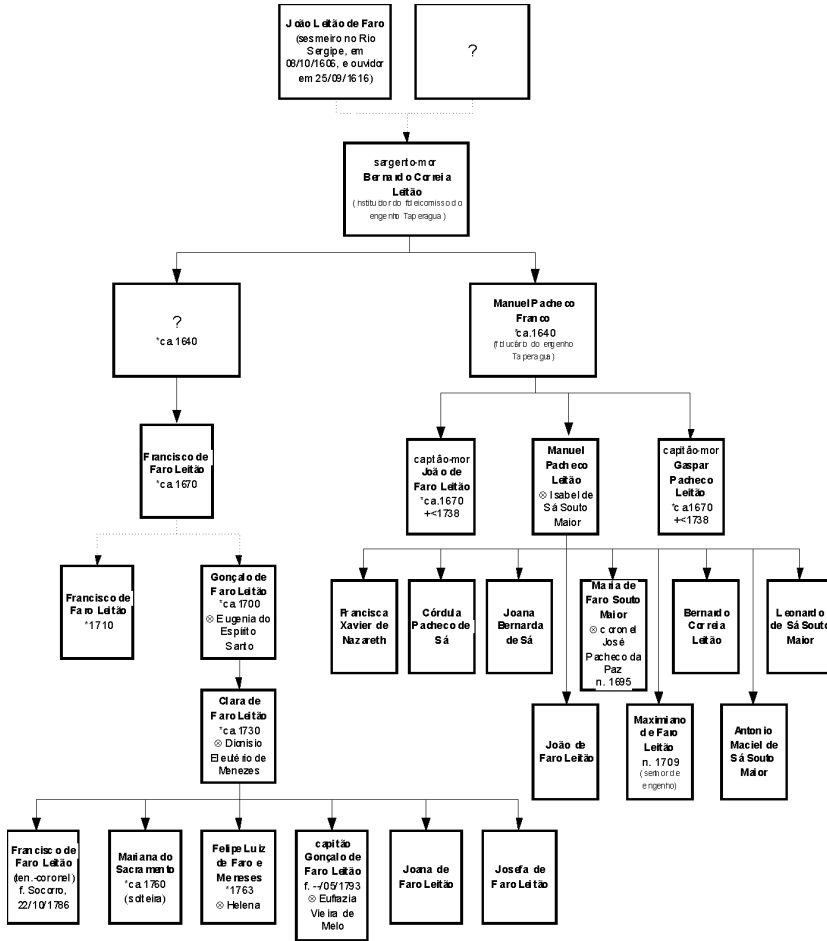 João Leitão de Faro
(sesmeiro no Rio
Sergipe, em
08/10/1606, e ouvidor
em 25/09/1616)
?
sargento-mor
Bernardo Correia
Leitão
(instituidor do fideicomisso do
engenho Taperagua)
?
*ca.1640
Manuel Pacheco
Franco
*ca.1640
(fiduciário do engenho
Taperagua)
Francisco de
Faro Leitão
*ca.1670
captão-mor
João de
Faro Leitão
*ca.1670
+<1738
Manuel
Pacheco
Leitão
⊗ Isabel de
Sá Souto
Maior
capitão-mor
Gaspar
Pacheco
Leitão
*ca.1670
+<1738
Francisco de
Faro Leitão
*1710
Gonçalo de
Faro Leitão
*ca.1700
⊗ Eugenia do
Espírito
Santo
Francisca
Xavier de
Nazareth
Córdula
Pacheco de
Sá
Joana
Bernarda
de Sá
Maria de
Faro Souto
Maior
⊗ coronel
José
Pacheco da
Paz
n. 1695
Bernardo
Correia
Leitão
Leonardo
de Sá Souto
Maior
Clara de
Faro Leitão
*ca.1730
⊗ Dionisio
Eleutério de
Menezes
João de
Faro Leitão
Maximiano
de Faro
Leitão
n. 1709
(senhor de
engenho)
Antonio
Maciel de
Sá Souto
Maior
Francisco de
Faro Leitão
(ten.-coronel)
f. Socorro,
22/10/1786
Mariana do
Sacramento
*ca.1760
(solteira)
Felipe Luiz
de Faro e
Meneses
*1763
⊗ Helena
capitão
Gonçalo de
Faro Leitão
f. --/05/1793
⊗ Eufrazia
Vieira de
Melo
Joana de
Faro Leitão
Josefa de
Faro Leitão